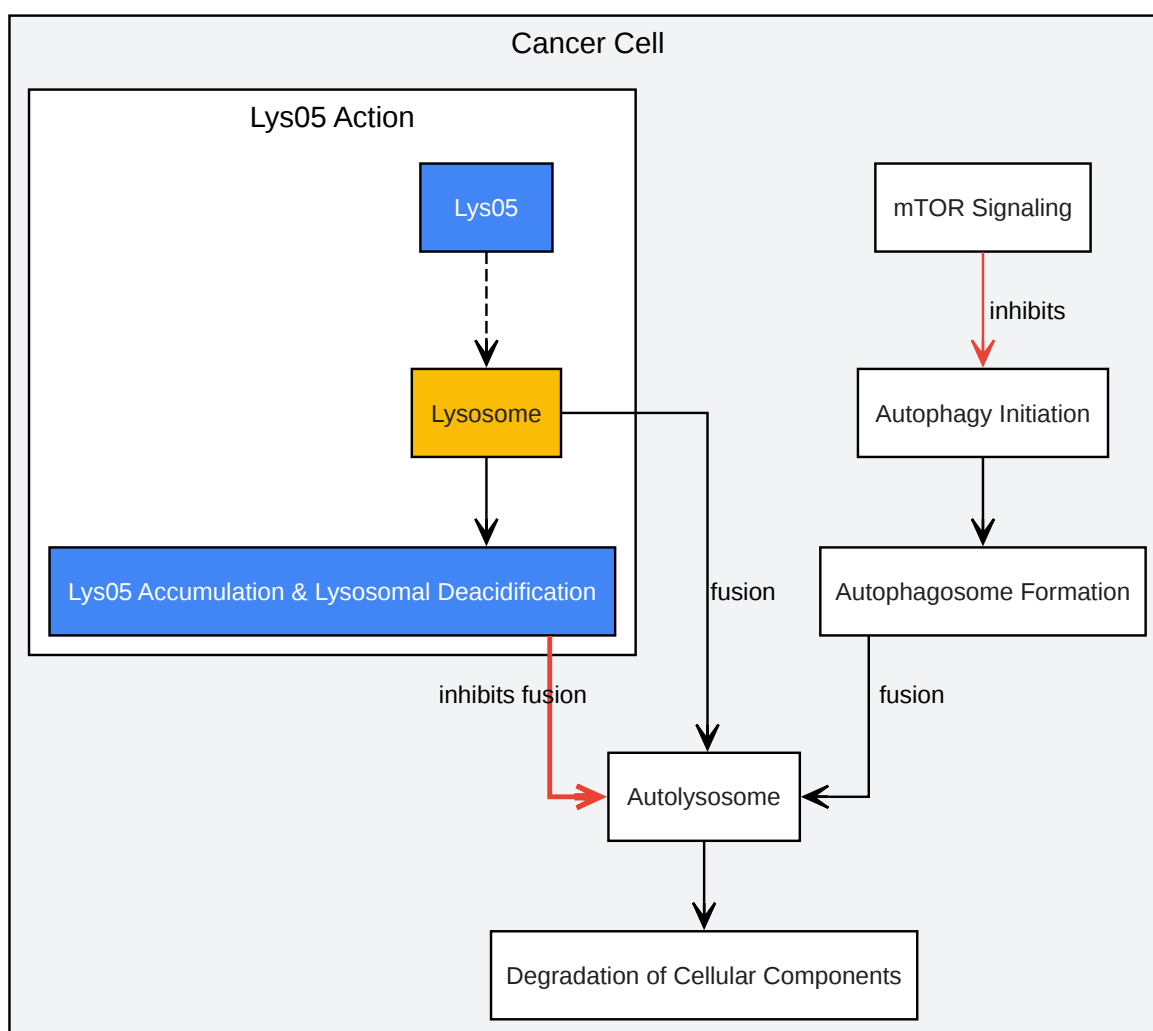 Cancer Cell
Lys05 Action
Lys05
mTOR Signaling
inhibits
Lysosome
Autophagy Initiation
Lys05 Accumulation & Lysosomal Deacidification
fusion
Autophagosome Formation
inhibits fusion
fusion
Autolysosome
Degradation of Cellular Components